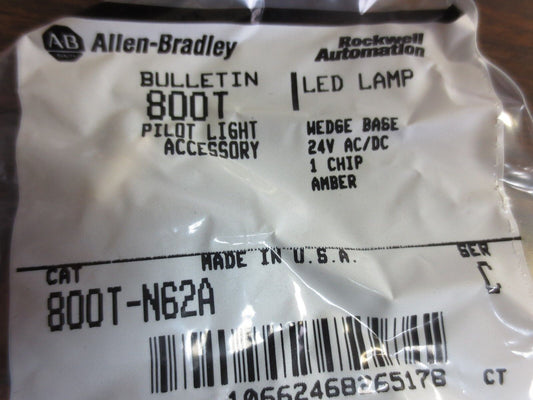 AB Allen-Bradley
Rockwell
Automation
BULLETIN
800T
PILOT LIGHT
ACCESSORY
LED LAMP
WEDGE BASE
24V AC/DC
1 CHIP
AMBER
MADE IN U.S.A.
CAT
800T-N62A
SER
C
10662468265178
CT